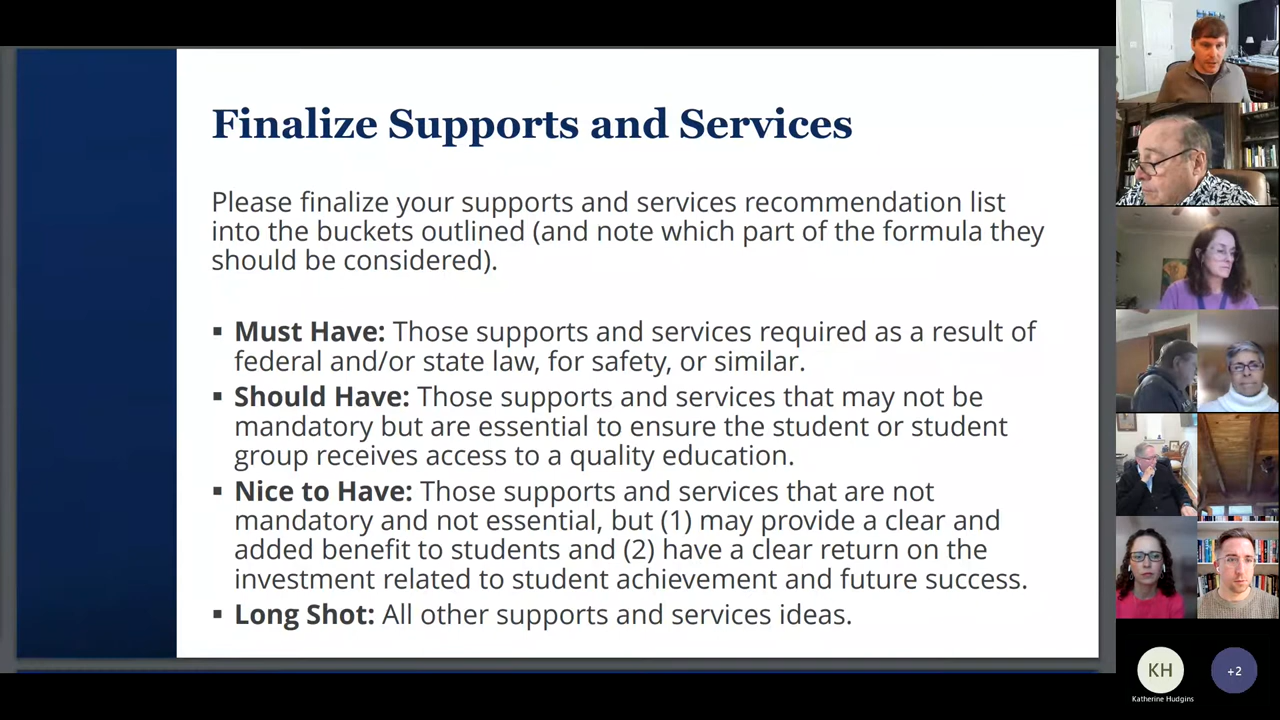 Finalize Supports and Services
Please finalize your supports and services recommendation list
into the buckets outlined (and note which part of the formula they
should be considered).
▪ Must Have: Those supports and services required as a result of
federal and/or state law, for safety, or similar.
▪ Should Have: Those supports and services that may not be
mandatory but are essential to ensure the student or student
group receives access to a quality education.
▪ Nice to Have: Those supports and services that are not
mandatory and not essential, but (1) may provide a clear and
added benefit to students and (2) have a clear return on the
investment related to student achievement and future success.
▪ Long Shot: All other supports and services ideas.
KH
+2
Katherine Hudgins